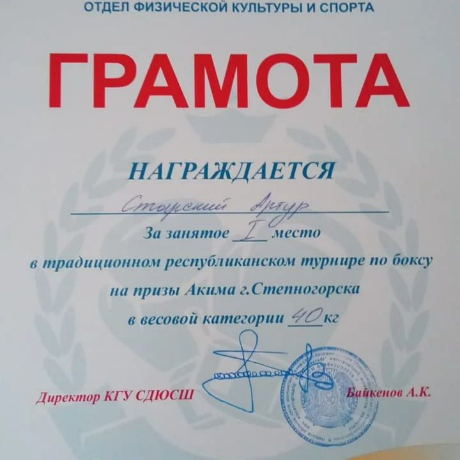 ОТДЕЛ ФИЗИЧЕСКОЙ КУЛЬТУРЫ И СПОРТА
ГРАМОТА
НАГРАЖДАЕТСЯ
Артур
За занятое I место
в традиционном республиканском турнире по боксу
на призы Акима г.Степногорска
в весовой категории 40 кг
Директор КГУ СДЮСШ Байкенов А.К.